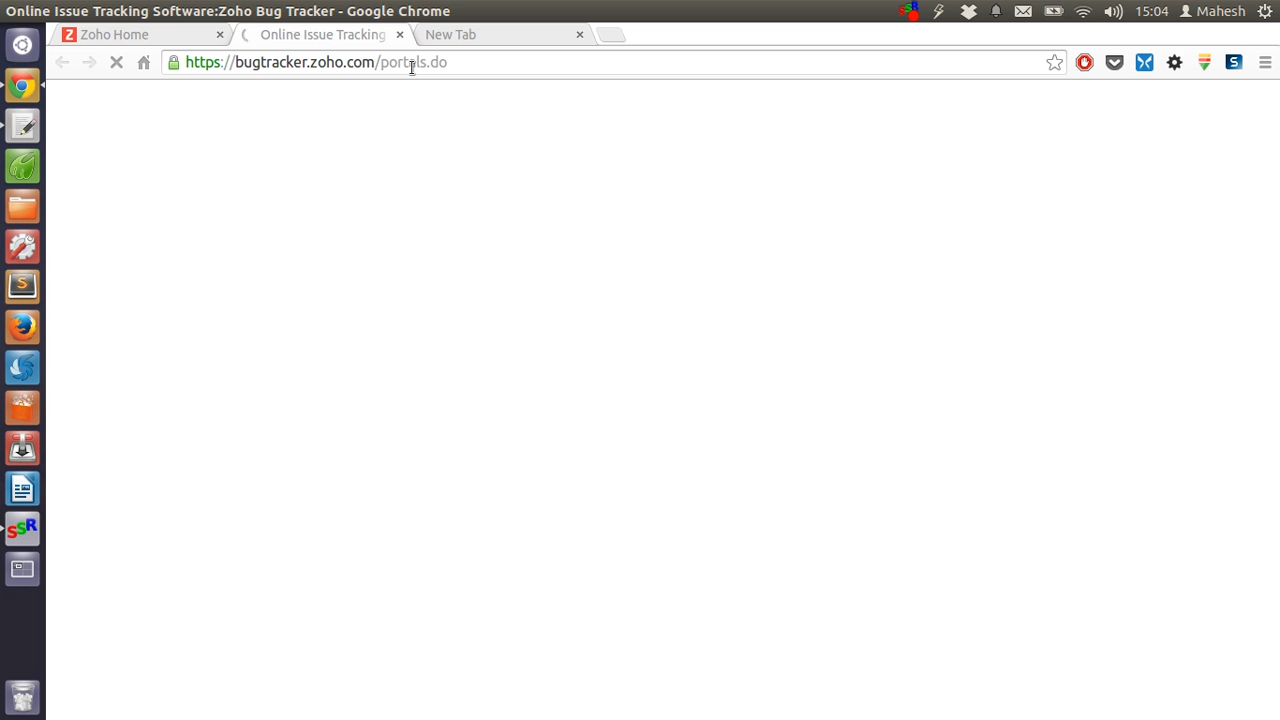 Online Issue Tracking Software:Zoho Bug Tracker - Google Chrome
15:04
Mahesh
Zoho Home
Online Issue Tracking
New Tab
https://bugtracker.zoho.com/portals.do
S
S
SSR